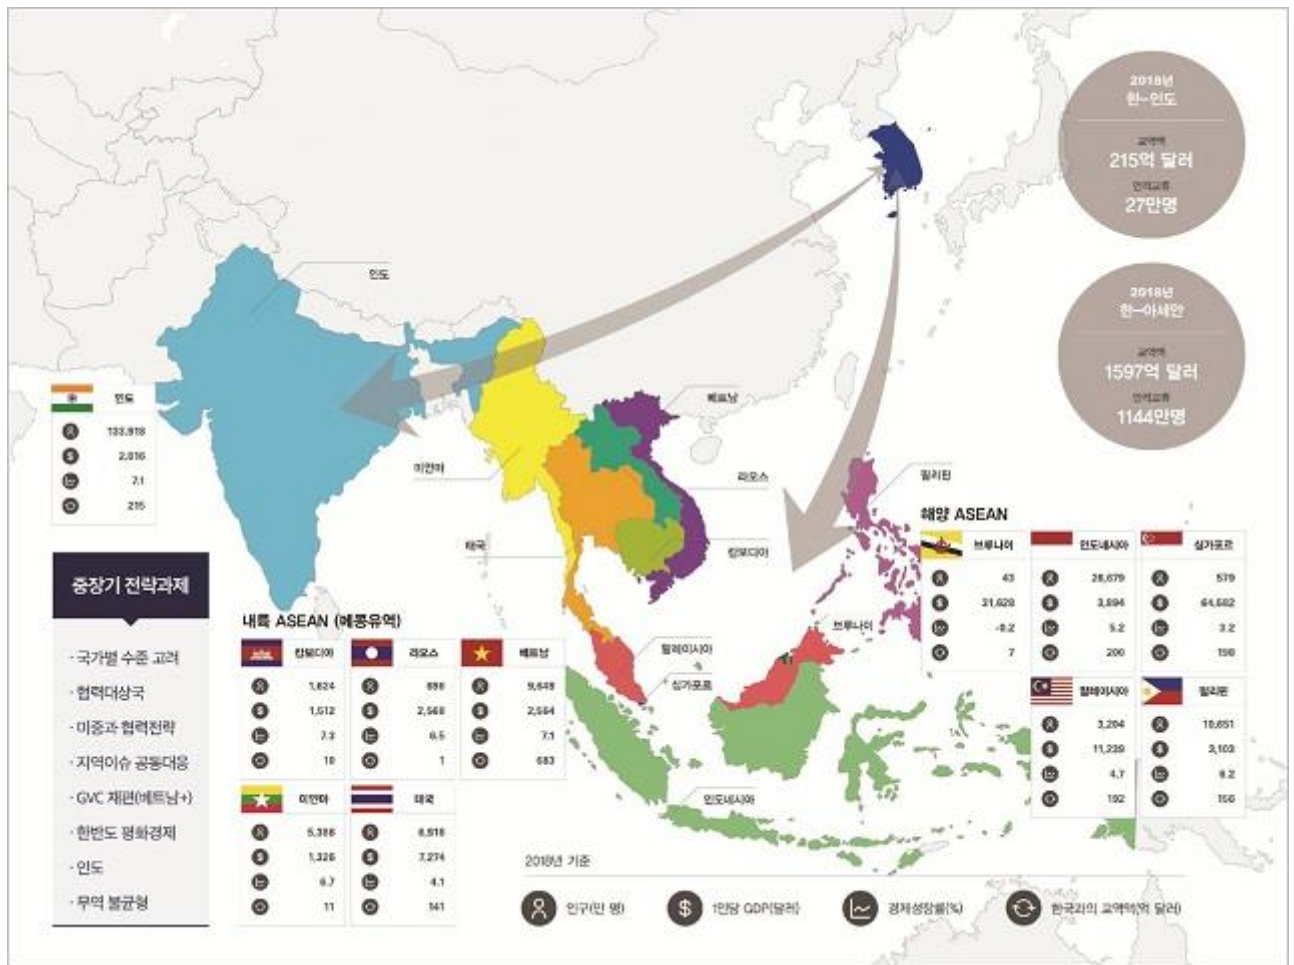 2018년
한-인도
교역액
215억 달러
인적교류
27만명
2018년
한-아세안
교역액
1597억 달러
인적교류
1144만명
인도
베트남
미얀마
라오스
필리핀
태국
캄보디아
브루나이
말레이시아
싱가포르
인도네시아
인도
133,918
2,016
7.1
215
중장기 전략과제
· 국가별 수준 고려
· 협력대상국
· 미중과 협력전략
· 지역이슈 공동대응
· GVC 재편(베트남+)
· 한반도 평화경제
· 인도
· 무역 불균형
내륙 ASEAN (메콩유역)
캄보디아
1,624
1,512
7.3
10
라오스
696
2,568
6.5
1
베트남
9,649
2,564
7.1
683
미얀마
5,386
1,326
6.7
11
태국
6,918
7,274
4.1
141
해양 ASEAN
브루나이
43
31,628
-0.2
7
인도네시아
26,679
3,894
5.2
200
싱가포르
579
64,582
3.2
198
말레이시아
3,204
11,239
4.7
192
필리핀
10,651
3,103
6.2
156
2018년 기준
인구(만 명)
1인당 GDP(달러)
경제성장률(%)
한국과의 교역액(억 달러)